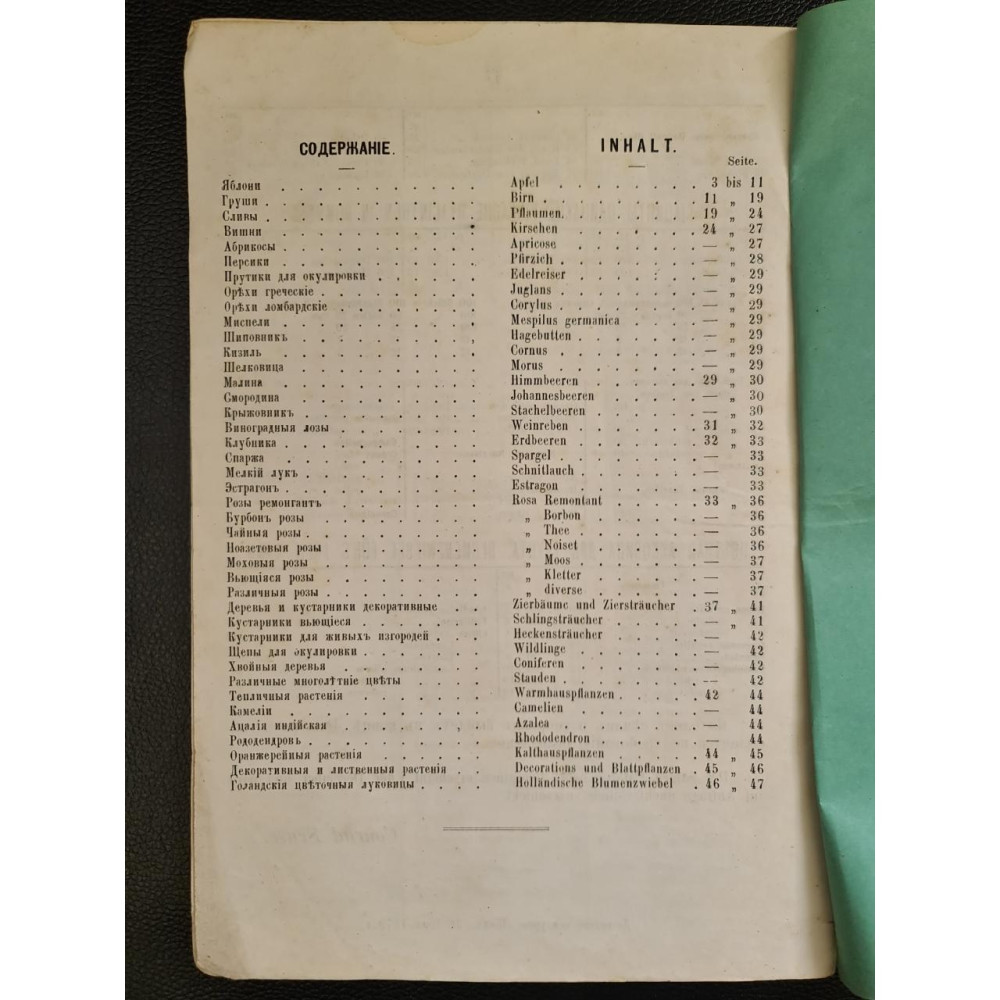 СОДЕРЖАНІЕ. INHALT.
Seite.
Яблони . . . . . . . . . . . . . Apfel . . . . . . . . 3 bis 11
Груши . . . . . . . . . . . . . . Birn . . . . . . . . . 11 „ 19
Сливы . . . . . . . . . . . . . . Pflaumen. . . . . . . . 19 „ 24
Вишни . . . . . . . . . . . . . Kirschen . . . . . . . 24 „ 27
Абрикосы . . . . . . . . . . . . Apricose . . . . . . . — „ 27
Персики . . . . . . . . . . . . Pfirzich . . . . . . . — „ 28
Прутики для окулировки . . . . . . . Edelreiser . . . . . . . — „ 29
Орѣхи греческіе . . . . . . . . . . Juglans . . . . . . . . — „ 29
Орѣхи ломбардскіе . . . . . . . . . Corylus . . . . . . . . — „ 29
Миспели . . . . . . . . . . . . Mespilus germanica . . . . — „ 29
Шиповникъ . . . . . . . . . . . Hagebutten . . . . . . . — „ 29
Кизиль . . . . . . . . . . . . Cornus . . . . . . . . — „ 29
Шелковица . . . . . . . . . . . Morus . . . . . . . . — „ 29
Малина . . . . . . . . . . . . Himmbeeren . . . . . . 29 „ 30
Смородина . . . . . . . . . . . Johannesbeeren . . . . . — „ 30
Крыжовникъ . . . . . . . . . . . Stachelbeeren . . . . . . — „ 30
Виноградныя лозы . . . . . . . . . Weinreben . . . . . . . 31 „ 32
Клубника . . . . . . . . . . . . Erdbeeren . . . . . . . 32 „ 33
Спаржа . . . . . . . . . . . . Spargel . . . . . . . . — 33
Мелкій лукъ . . . . . . . . . . . Schnitlauch . . . . . . . — 33
Эстрагонъ . . . . . . . . . . . . Estragon . . . . . . . — 33
Розы ремонгантъ . . . . . . . . . . Rosa Remontant . . . . . 33 „ 36
Бурбонъ розы . . . . . . . . . . „ Borbon . . . . . . — 36
Чайныя розы . . . . . . . . . . . „ Thee . . . . . . . — 36
Ноазетовыя розы . . . . . . . . . „ Noiset . . . . . . — 36
Моховыя розы . . . . . . . . . . „ Moos . . . . . . . — 37
Вьющіяся розы . . . . . . . . . . „ Kletter . . . . . . — 37
Различныя розы . . . . . . . . . . „ diverse . . . . . . — 37
Деревья и кустарники декоративные . . Zierbäume und Ziersträucher . 37 „ 41
Кустарники вьющіеся . . . . . . . . Schlingsträucher . . . . . — „ 41
Кустарники для живыхъ изгородей . . . Heckensträucher . . . . . — 42
Щепы для окулировки . . . . . . . . Wildlinge . . . . . . . — 42
Хнойныя деревья . . . . . . . . . Coniferen . . . . . . . — 42
Различные многолѣтніе цвѣты . . . . Stauden . . . . . . . . — 42
Тепличныя растенія . . . . . . . . Warmhauspflanzen . . . . . 42 44
Камеліи . . . . . . . . . . . . Camelien . . . . . . . — 44
Ацалія индійская . . . . . . . . . Azalea . . . . . . . . — 44
Рододендровъ . . . . . . . . . . . Rhododendron . . . . . . — 44
Оранжерейныя растенія . . . . . . . Kalthauspflanzen . . . . . 44 „ 45
Декоративныя и лиственныя растенія . . Decorations und Blattpflanzen . 45 „ 46
Голандскія цвѣточныя луковицы . . . . Holländische Blumenzwiebel . 46 „ 47